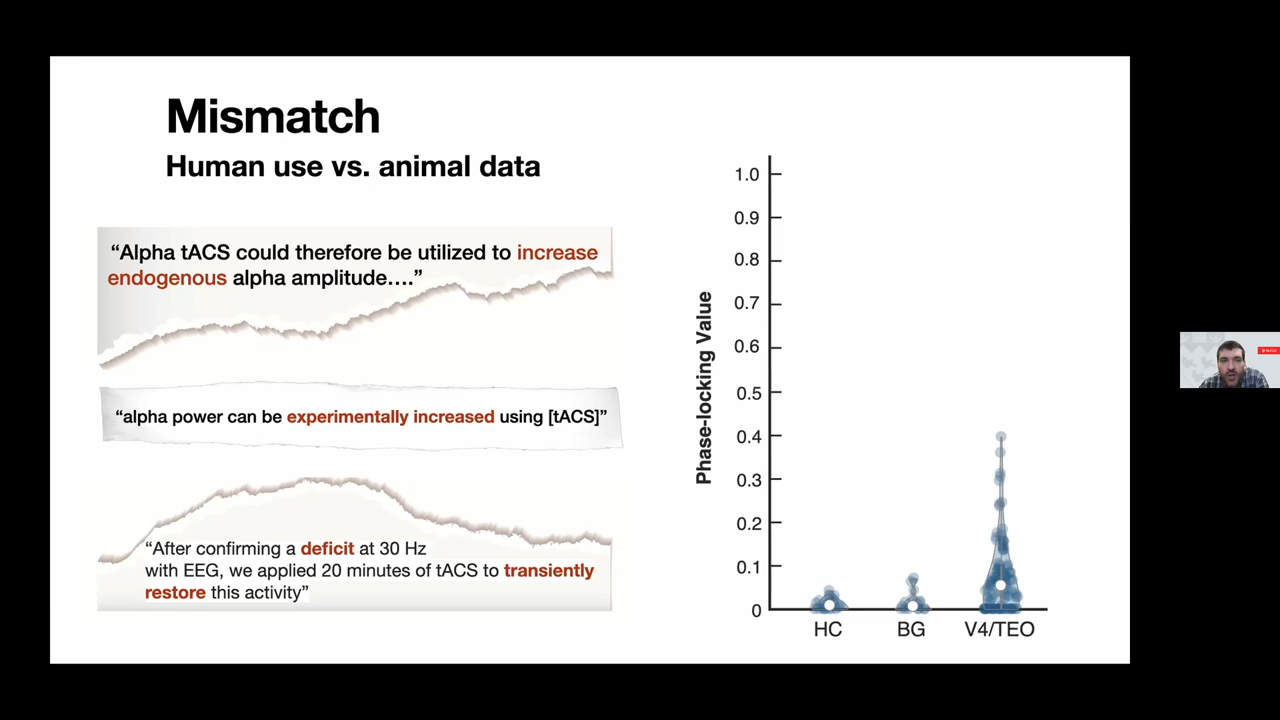 Mismatch
Human use vs. animal data
“Alpha tACS could therefore be utilized to increase
endogenous alpha amplitude….”
“alpha power can be experimentally increased using [tACS]”
“After confirming a deficit at 30 Hz
with EEG, we applied 20 minutes of tACS to transiently
restore this activity”
Phase-locking Value
1.0
0.9
0.8
0.7
0.6
0.5
0.4
0.3
0.2
0.1
0
HC BG V4/TEO